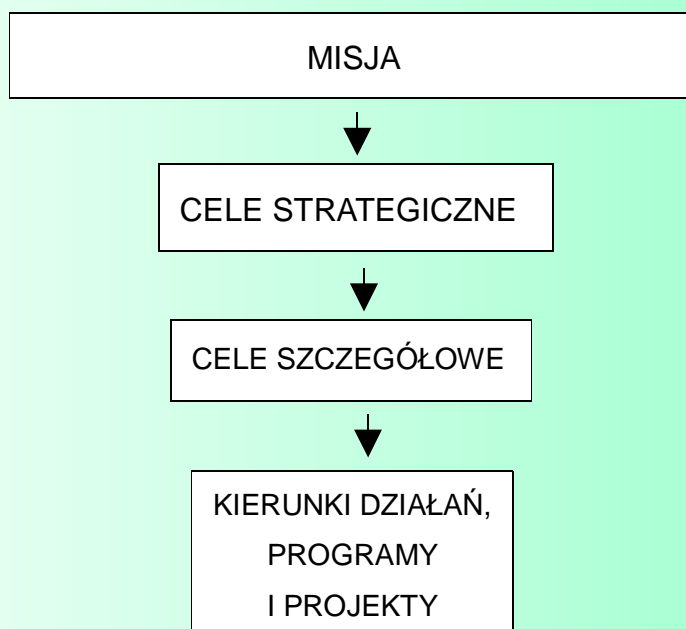 MISJA
CELE STRATEGICZNE
CELE SZCZEGÓŁOWE
KIERUNKI DZIAŁAŃ,
PROGRAMY
I PROJEKTY